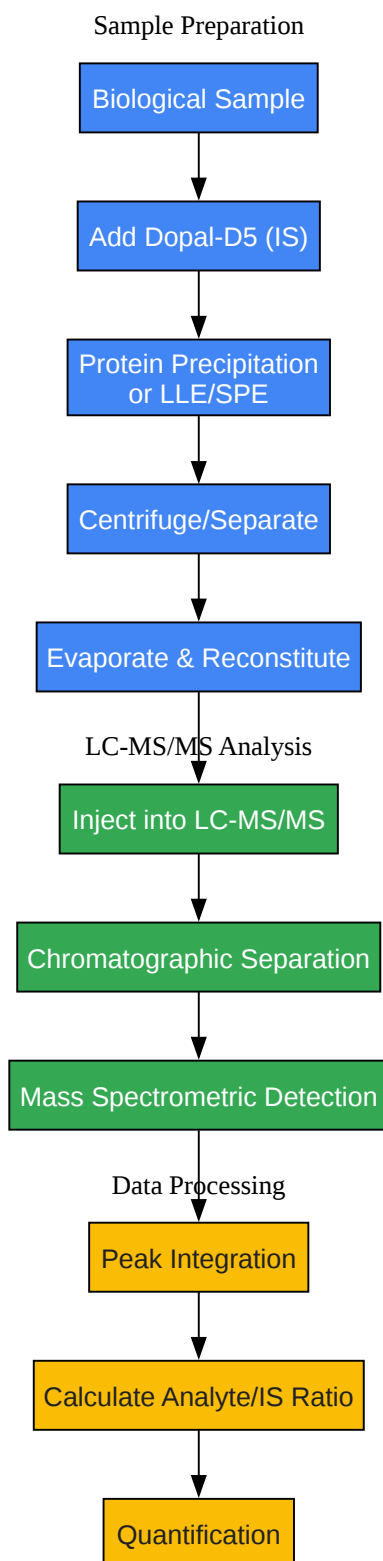 Sample Preparation
Biological Sample
Add Dopal-D5 (IS)
Protein Precipitation
or LLE/SPE
Centrifuge/Separate
Evaporate & Reconstitute
LC-MS/MS Analysis
Inject into LC-MS/MS
Chromatographic Separation
Mass Spectrometric Detection
Data Processing
Peak Integration
Calculate Analyte/IS Ratio
Quantification